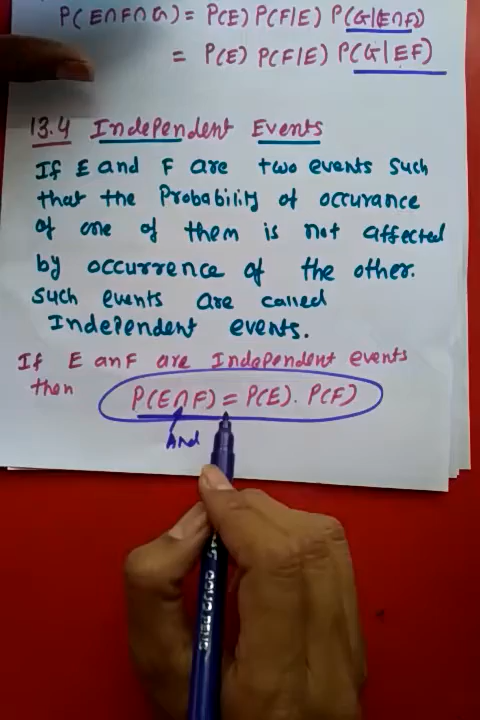 P(E∩F∩G) = P(E) P(F|E) P(G|E∩F)
= P(E) P(F|E) P(G|EF)
13.4 Independent Events
If E and F are two events such
that the Probability of occurance
of one of them is not affected
by occurrence of the other.
Such events are called
Independent events.
If E anF are Independent events
then P(E∩F) = P(E). P(F)
And